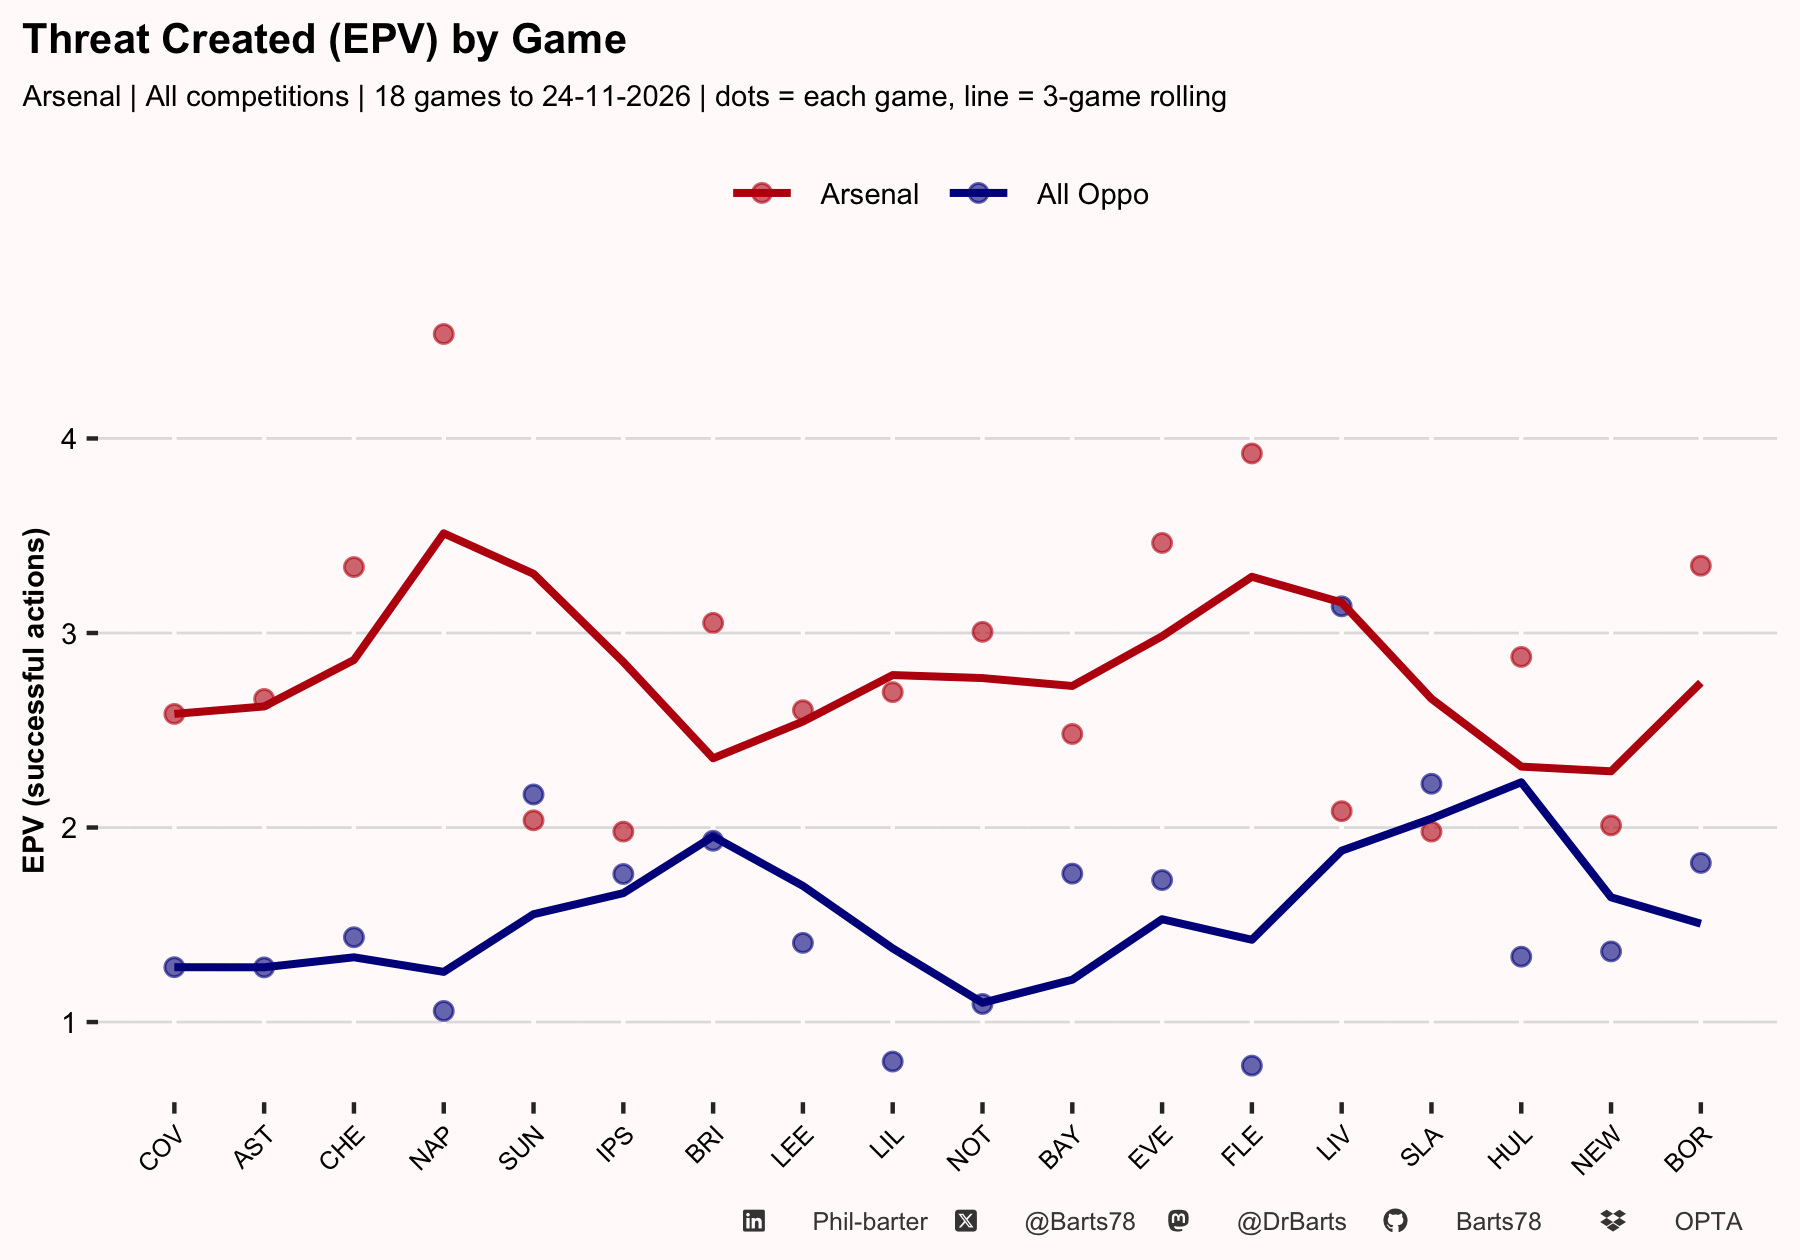 Threat Created (EPV) by Game
Arsenal | All competitions | 18 games to 24-11-2026 | dots = each game, line = 3-game rolling
Arsenal All Oppo
EPV (successful actions)
4
3
2
1
COV AST CHE NAP SUN IPS BRI LEE LIL NOT BAY EVE FLE LIV SLA HUL NEW BOR
Phil-barter @Barts78 @DrBarts Barts78 OPTA